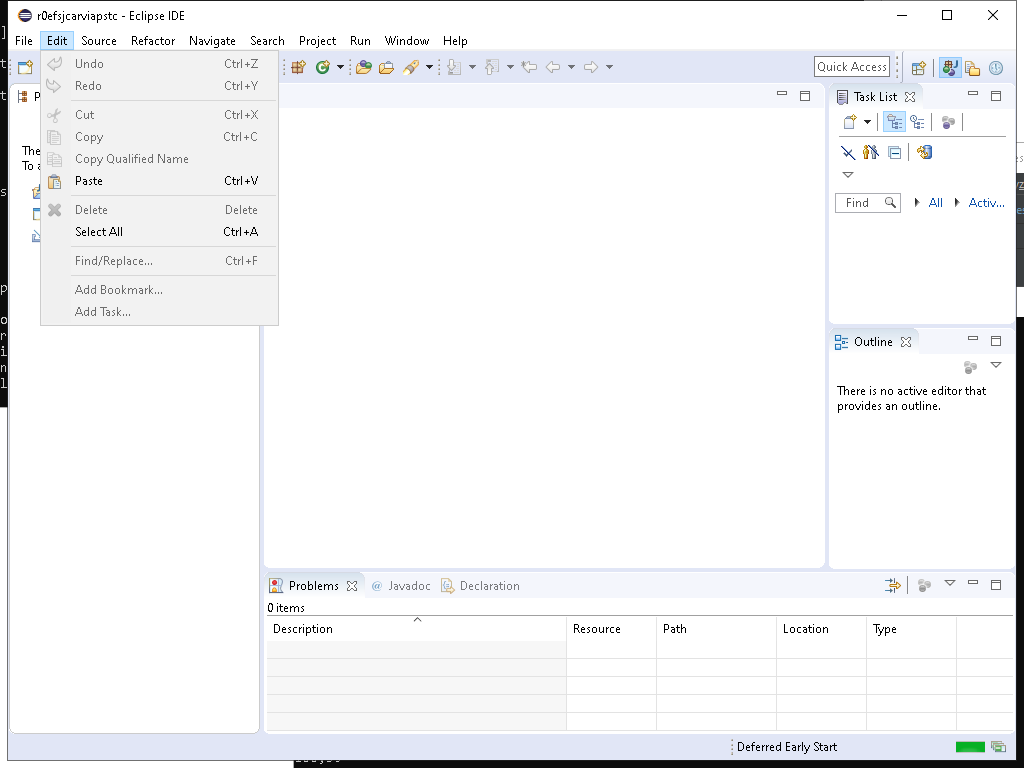 r0efsjcarviapstc - Eclipse IDE
File Edit Source Refactor Navigate Search Project Run Window Help
Undo Ctrl+Z
Redo Ctrl+Y
Cut Ctrl+X
Copy Ctrl+C
Copy Qualified Name
Paste Ctrl+V
Delete Delete
Select All Ctrl+A
Find/Replace... Ctrl+F
Add Bookmark...
Add Task...
Quick Access
Task List
Find All Activ...
Outline
There is no active editor that
provides an outline.
Problems @ Javadoc Declaration
0 items
Description Resource Path Location Type
Deferred Early Start